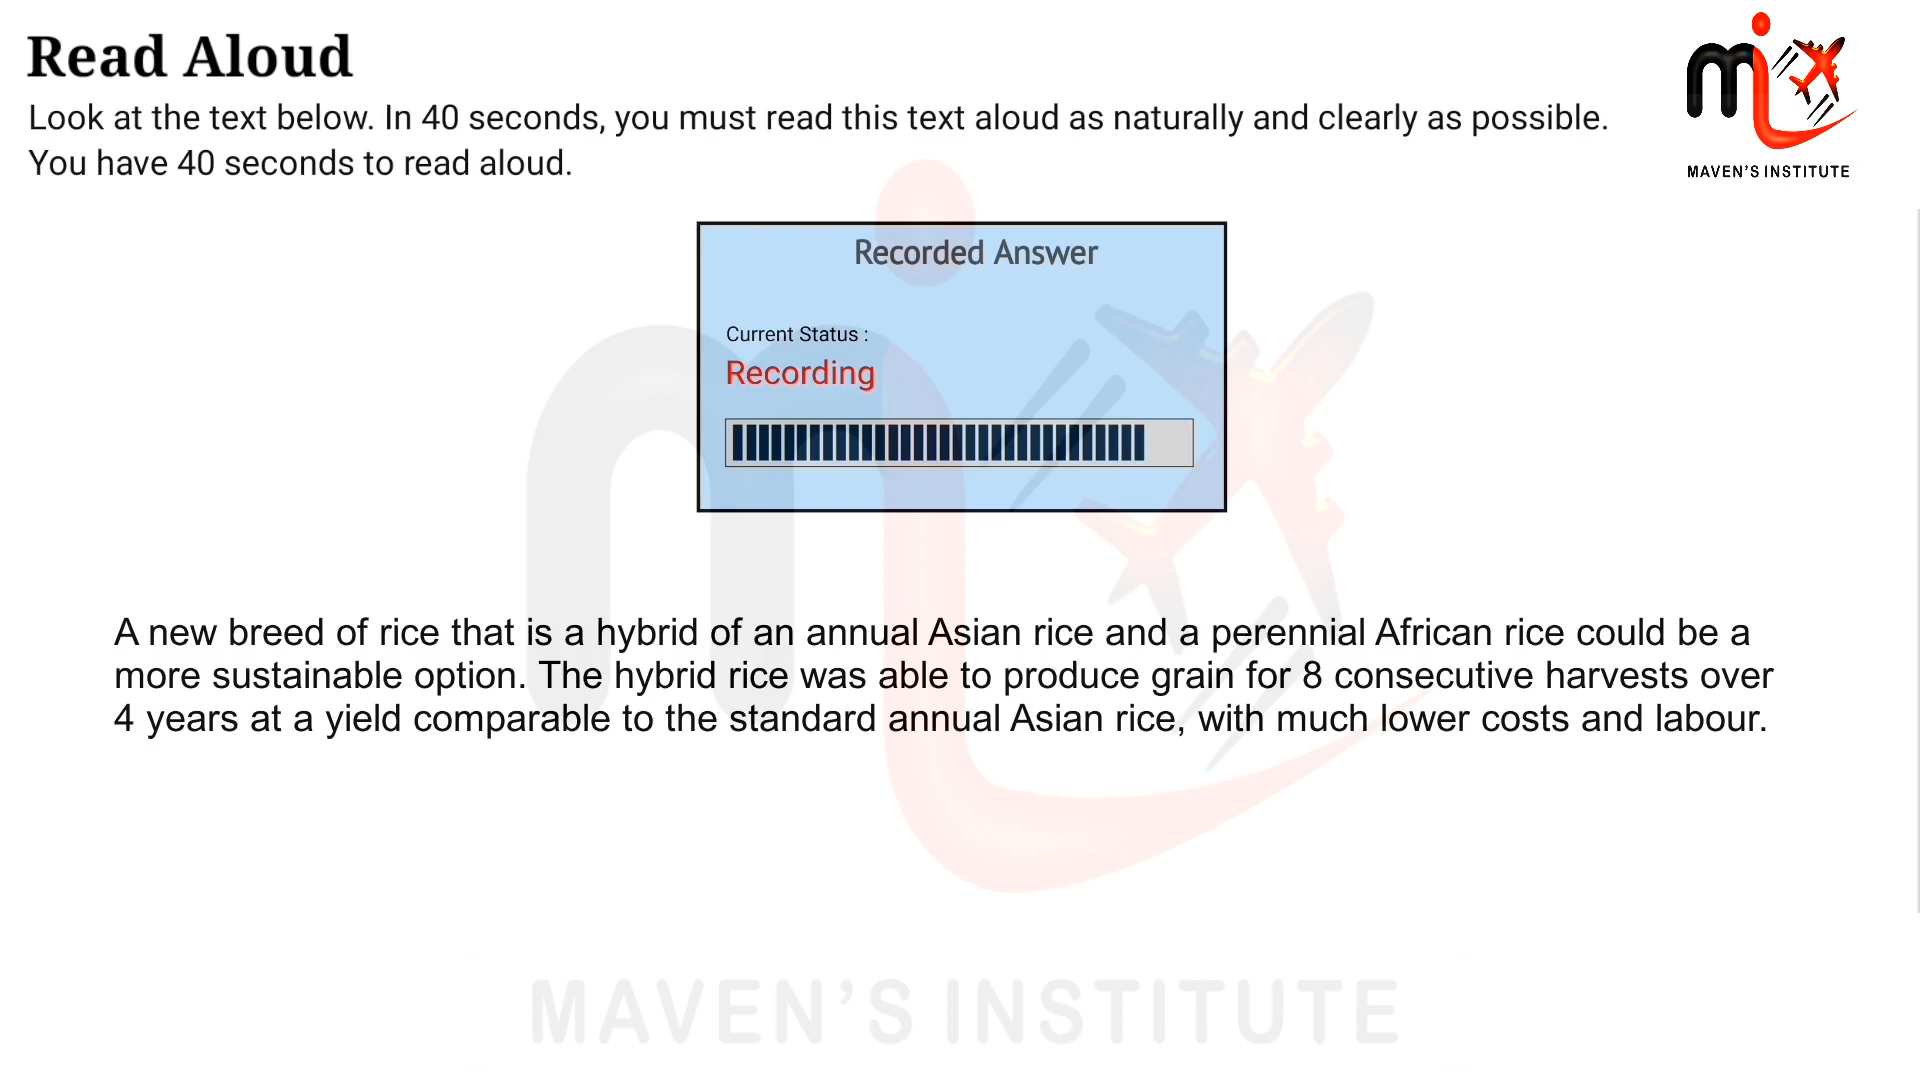 Read Aloud
Look at the text below. In 40 seconds, you must read this text aloud as naturally and clearly as possible.
You have 40 seconds to read aloud.
mi
MAVEN'S INSTITUTE
Recorded Answer
Current Status :
Recording
A new breed of rice that is a hybrid of an annual Asian rice and a perennial African rice could be a
more sustainable option. The hybrid rice was able to produce grain for 8 consecutive harvests over
4 years at a yield comparable to the standard annual Asian rice, with much lower costs and labour.
MAVEN'S INSTITUTE